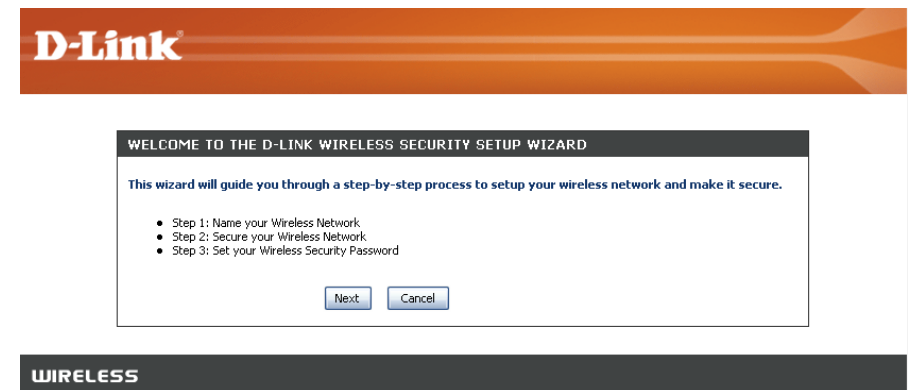 D-Link®
WELCOME TO THE D-LINK WIRELESS SECURITY SETUP WIZARD
This wizard will guide you through a step-by-step process to setup your wireless network and make it secure.
• Step 1: Name your Wireless Network
• Step 2: Secure your Wireless Network
• Step 3: Set your Wireless Security Password
Next Cancel
WIRELESS